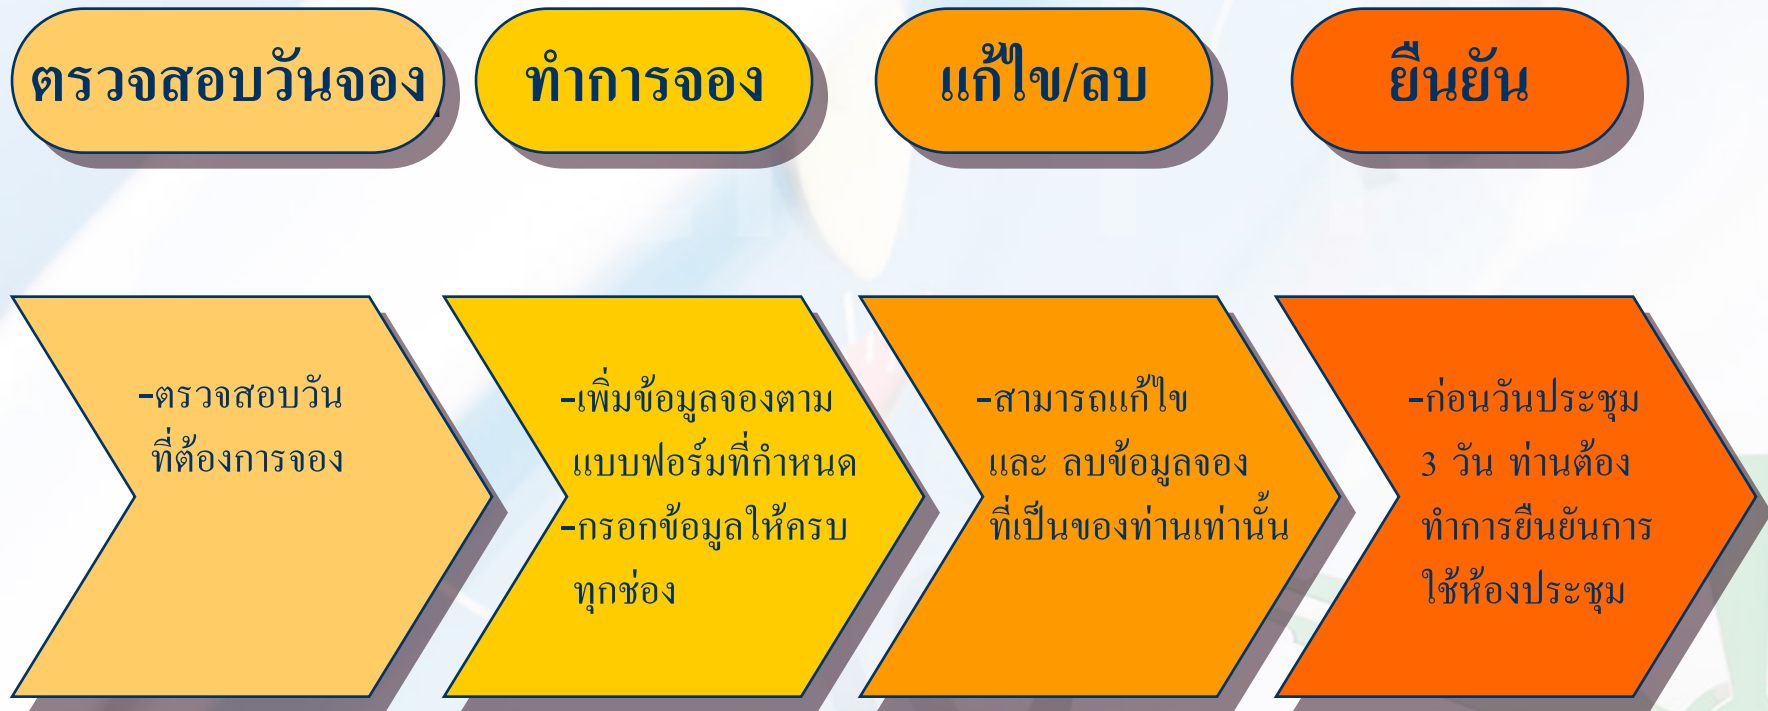 ตรวจสอบวันจอง
ทำการจอง
แก้ไข/ลบ
ยืนยัน
-ตรวจสอบวัน
ที่ต้องการจอง
-เพิ่มข้อมูลจองตาม
แบบฟอร์มที่กำหนด
-กรอกข้อมูลให้ครบ
ทุกช่อง
-สามารถแก้ไข
และ ลบข้อมูลจอง
ที่เป็นของท่านเท่านั้น
-ก่อนวันประชุม
3 วัน ท่านต้อง
ทำการยืนยันการ
ใช้ห้องประชุม